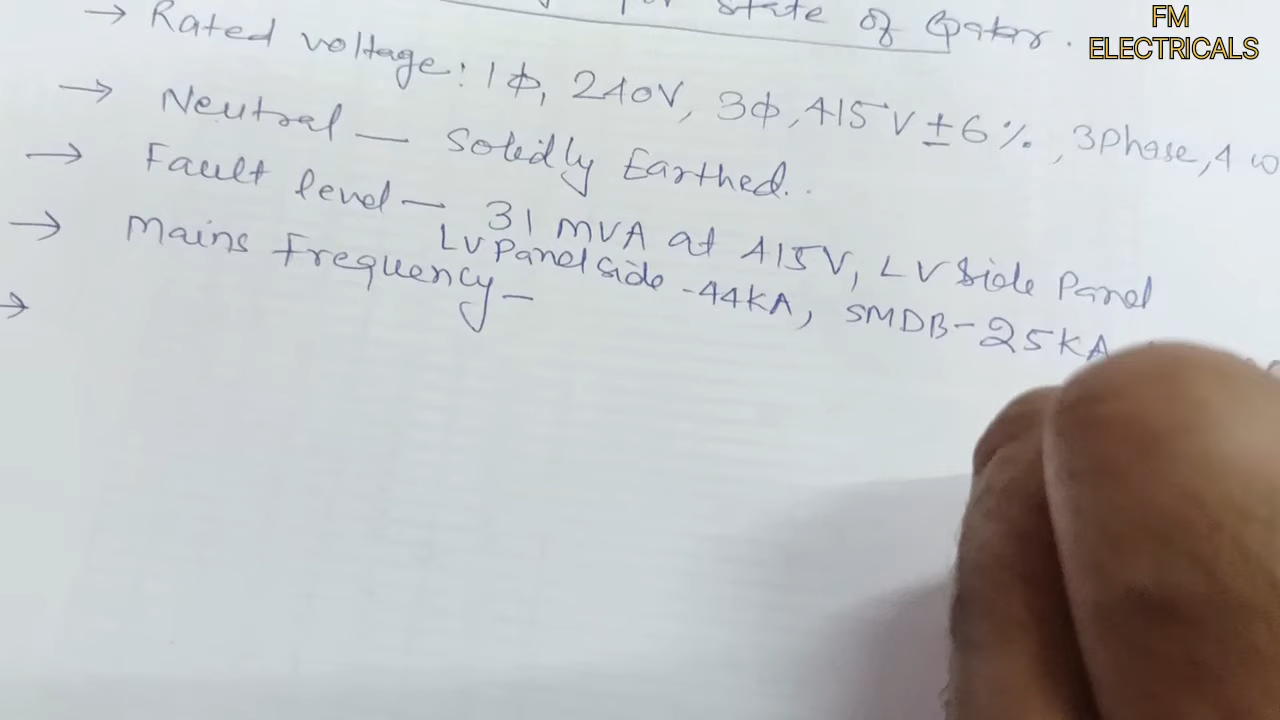 for state of Qatar.
→ Rated voltage: 1Φ, 240V, 3Φ, 415V ± 6%, 3Phase, 4 w
→ Neutral — Solidly Earthed.
→ Fault level — 31 MVA at 415V, LV Side Panel
LV Panel side - 44kA, SMDB - 25kA
→ Mains Frequency —
→
FM
ELECTRICALS